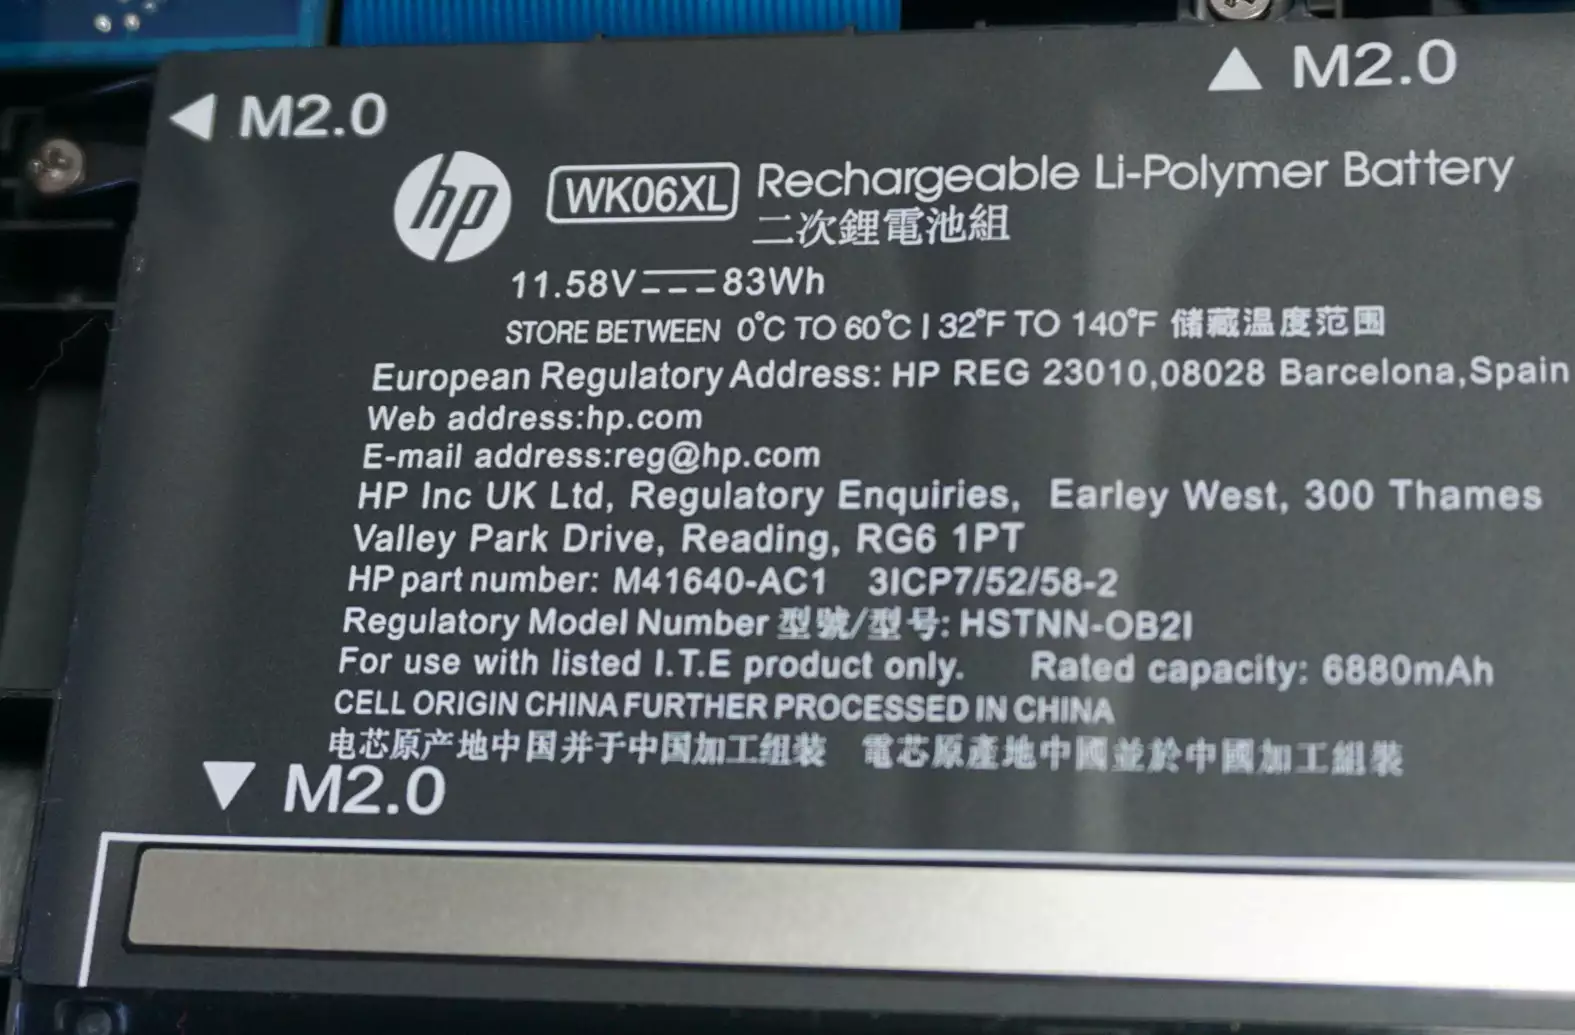 M2.0
M2.0
hp WK06XL Rechargeable Li-Polymer Battery
二次鋰電池組
11.58V 83Wh
STORE BETWEEN 0°C TO 60°C I 32°F TO 140°F 储藏温度范围
European Regulatory Address: HP REG 23010,08028 Barcelona,Spain
Web address:hp.com
E-mail address:reg@hp.com
HP Inc UK Ltd, Regulatory Enquiries, Earley West, 300 Thames
Valley Park Drive, Reading, RG6 1PT
HP part number: M41640-AC1 3ICP7/52/58-2
Regulatory Model Number 型號/型号: HSTNN-OB2I
For use with listed I.T.E product only. Rated capacity: 6880mAh
CELL ORIGIN CHINA FURTHER PROCESSED IN CHINA
电芯原产地中国并于中国加工组装 電芯原產地中國並於中國加工組裝
M2.0